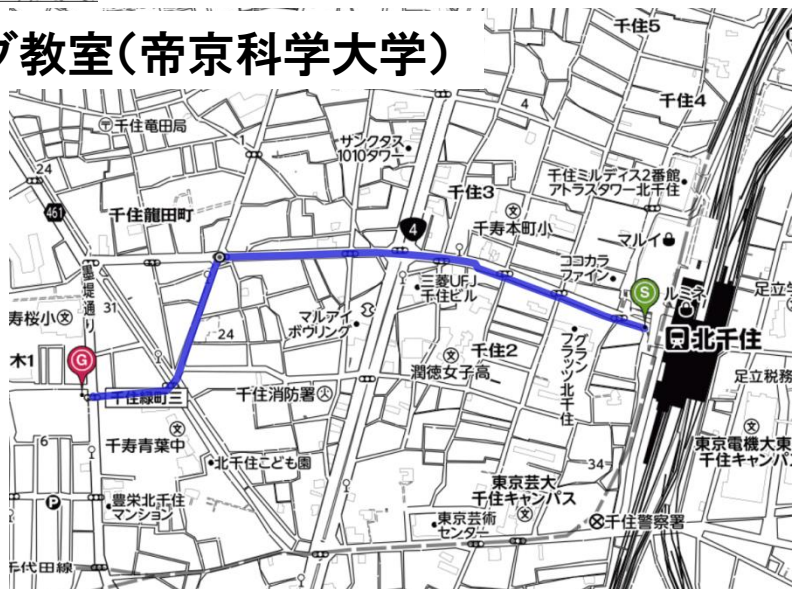 ブ教室(帝京科学大学)
千住5
千住4
4
〒千住竜田局
サンクタス
1010タワー
1
24
461
千住龍田町
千住3
千住ミルディス2番館
アトラスタワー北千住
文
千寿本町小
マルイ
4
ココカラ
ファイン
S
ルミネ
足立学
墨堤通り
31
三菱UFJ
千住ビル
マルアイ
ボウリング
寿桜小文
24
北千住
木1
G
千住2
文
潤徳女子高
グランフラッツ北千住
足立税務
千住緑町三
千住消防署
文
千寿青葉中
6
北千住こども園
34
文
東京電機大東
千住キャンパ
東京芸大
千住キャンパス
文
P
豊栄北千住
マンション
東京芸術
センター
千住警察署
千代田線